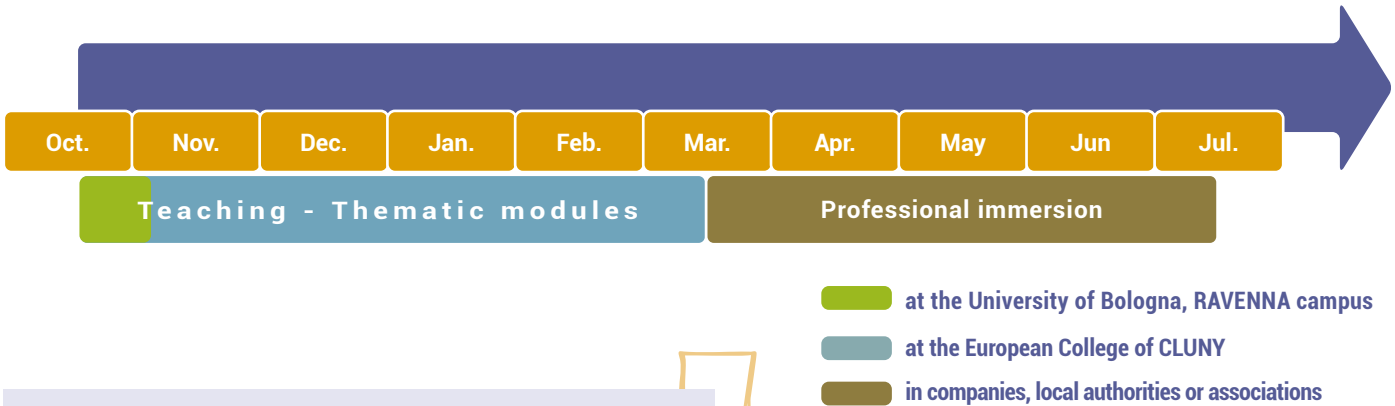 Oct. Nov. Dec. Jan. Feb. Mar. Apr. May Jun Jul.
Teaching - Thematic modules Professional immersion
at the University of Bologna, RAVENNA campus
at the European College of CLUNY
in companies, local authorities or associations